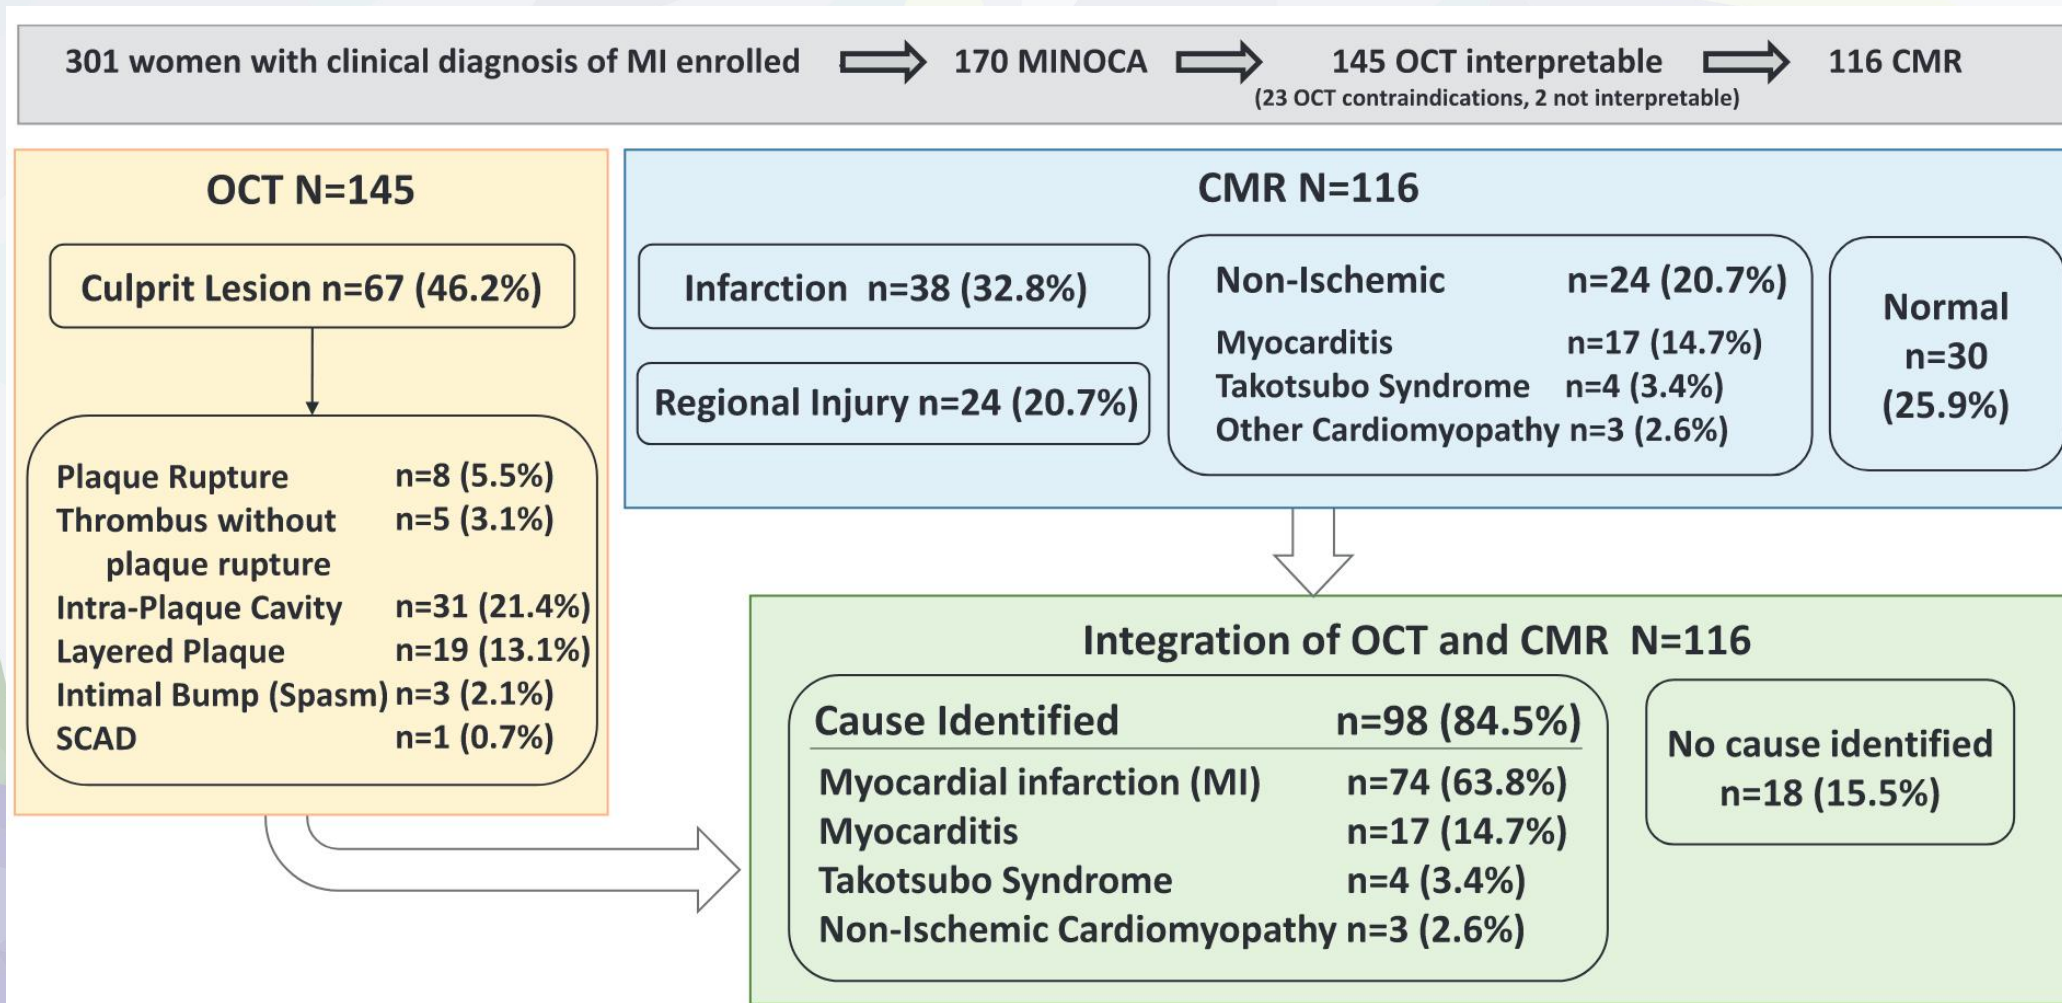 301 women with clinical diagnosis of MI enrolled
170 MINOCA
145 OCT interpretable
(23 OCT contraindications, 2 not interpretable)
116 CMR
OCT N=145
Culprit Lesion n=67 (46.2%)
Plaque Rupture n=8 (5.5%)
Thrombus without n=5 (3.1%)
plaque rupture
Intra-Plaque Cavity n=31 (21.4%)
Layered Plaque n=19 (13.1%)
Intimal Bump (Spasm) n=3 (2.1%)
SCAD n=1 (0.7%)
CMR N=116
Infarction n=38 (32.8%)
Regional Injury n=24 (20.7%)
Non-Ischemic n=24 (20.7%)
Myocarditis n=17 (14.7%)
Takotsubo Syndrome n=4 (3.4%)
Other Cardiomyopathy n=3 (2.6%)
Normal
n=30
(25.9%)
Integration of OCT and CMR N=116
Cause Identified n=98 (84.5%)
Myocardial infarction (MI) n=74 (63.8%)
Myocarditis n=17 (14.7%)
Takotsubo Syndrome n=4 (3.4%)
Non-Ischemic Cardiomyopathy n=3 (2.6%)
No cause identified
n=18 (15.5%)